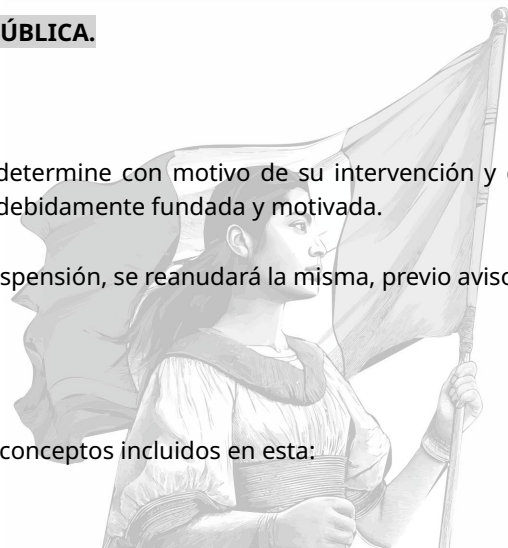 ÚBLICA.
determine con motivo de su intervención y
debidamente fundada y motivada.
spensión, se reanudará la misma, previo aviso
conceptos incluidos en esta: